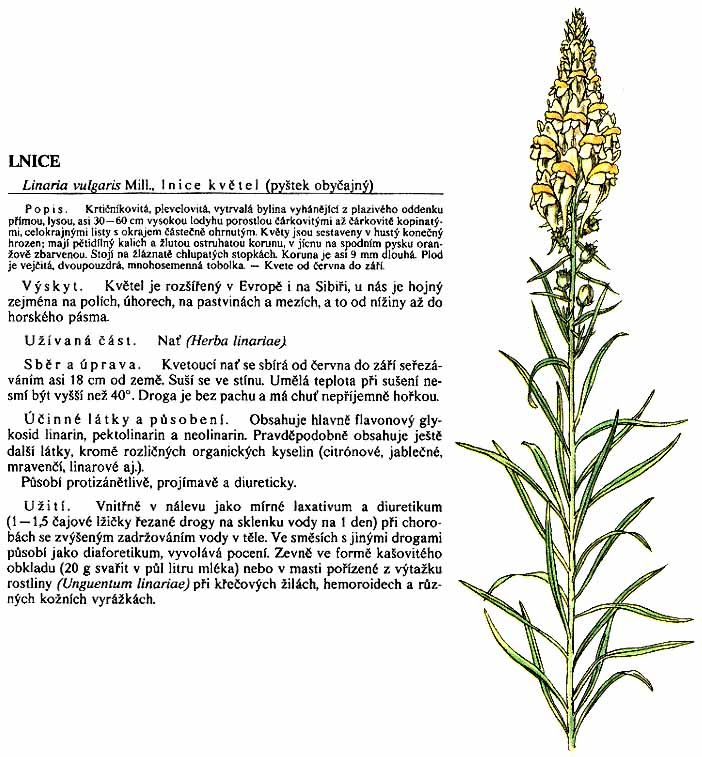 LNICE
Linaria vulgaris Mill., lnice květel (pyštek obyčajný)
Popis. Krtičníkovitá, plevelovitá, vytrvalá bylina vyhánějící z plazivého oddenku
přímou, lysou, asi 30—60 cm vysokou lodyhu porostlou čárkovitými až čárkovitě kopinatý-
mi, celokrajnými listy s okrajem částečně ohrnutým. Květy jsou sestaveny v hustý konečný
hrozen; mají pětidílný kalich a žlutou ostruhatou korunu, v jícnu na spodním pysku oran-
žově zbarvenou. Stojí na žláznatě chlupatých stopkách. Koruna je asi 9 mm dlouhá. Plod
je vejčitá, dvoupouzdrá, mnohosemenná tobolka. — Kvete od června do září.
Výskyt. Květel je rozšířený v Evropě i na Sibiři, u nás je hojný
zejména na polích, úhorech, na pastvinách a mezích, a to od nížiny až do
horského pásma.
Užívaná část. Nať (Herba linariae).
Sběr a úprava. Kvetoucí nať se sbírá od června do září seřezá-
váním asi 18 cm od země. Suší se ve stínu. Umělá teplota při sušení ne-
smí být vyšší než 40°. Droga je bez pachu a má chuť nepříjemně hořkou.
Účinné látky a působení. Obsahuje hlavně flavonový gly-
kosid linarin, pektolinarin a neolinarin. Pravděpodobně obsahuje ještě
další látky, kromě rozličných organických kyselin (citrónové, jablečné,
mravenčí, linarové aj.).
Působí protizánětlivě, projímavě a diureticky.
Užití. Vnitřně v nálevu jako mírné laxativum a diuretikum
(1—1,5 čajové lžičky řezané drogy na sklenku vody na 1 den) při choro-
bách se zvýšeným zadržováním vody v těle. Ve směsích s jinými drogami
působí jako diaforetikum, vyvolává pocení. Zevně ve formě kašovitého
obkladu (20 g svařit v půl litru mléka) nebo v masti pořízené z výtažku
rostliny (Unguentum linariae) při křečových žilách, hemoroidech a růz-
ných kožních vyrážkách.